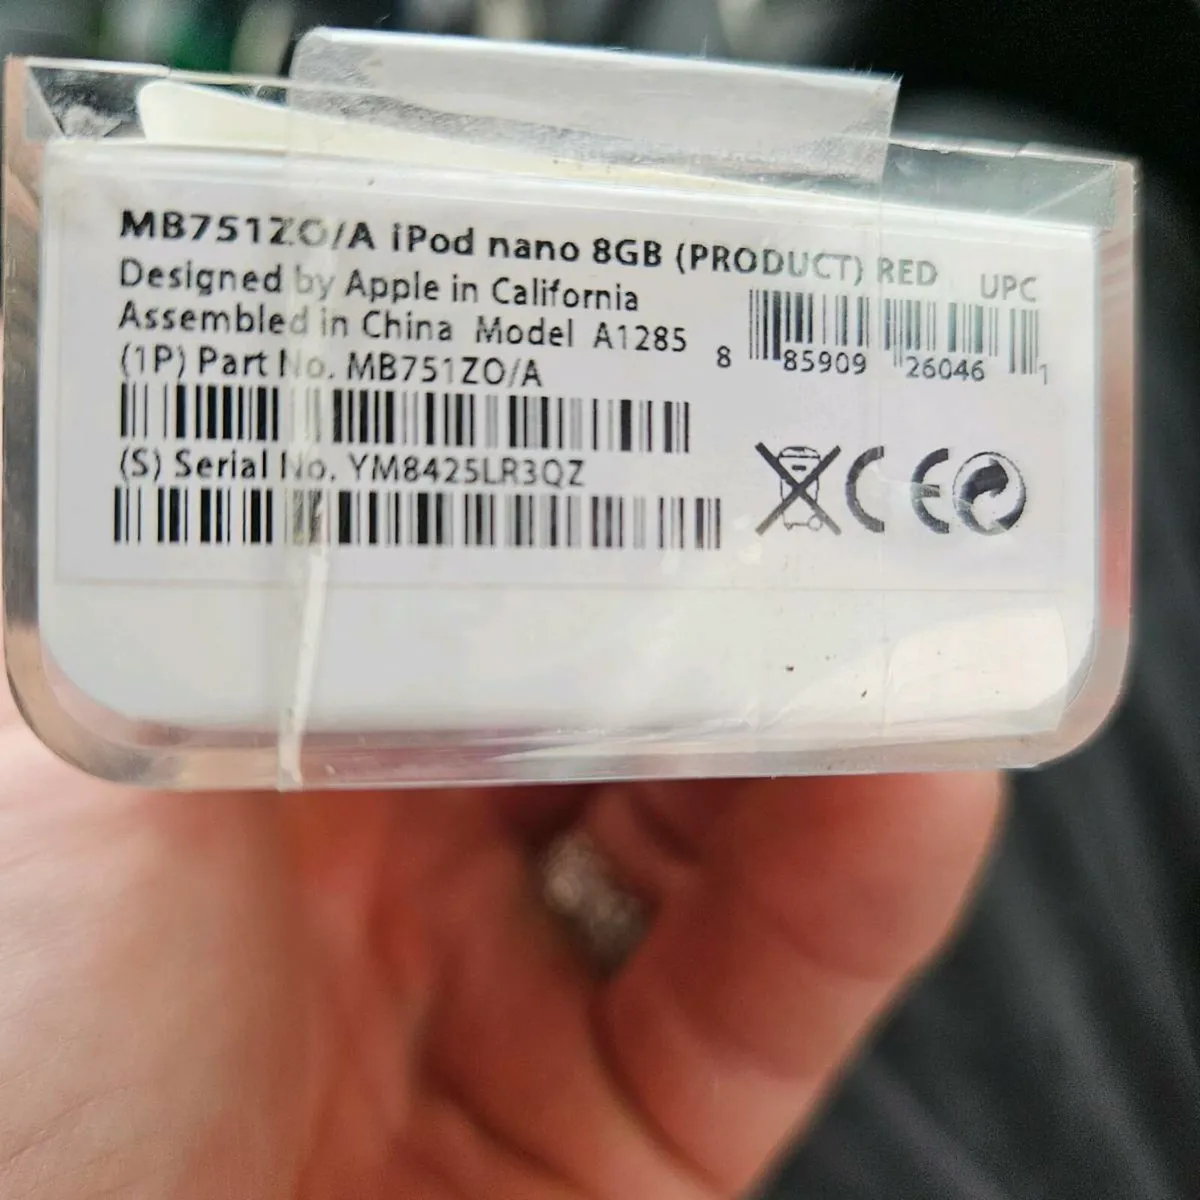 MB751ZO/A iPod nano 8GB (PRODUCT) RED
Designed by Apple in California
Assembled in China Model A1285
(1P) Part No. MB751ZO/A
(S) Serial No. YM8425LR3QZ
UPC
8 85909 26046 1
CE